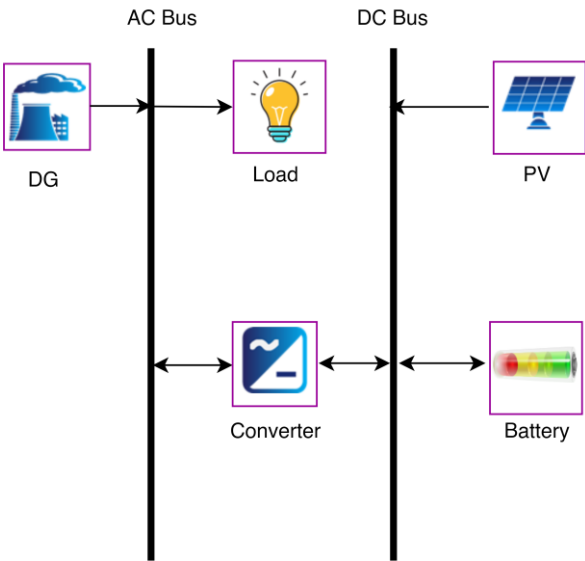 AC Bus
DC Bus
DG
Load
PV
Converter
Battery